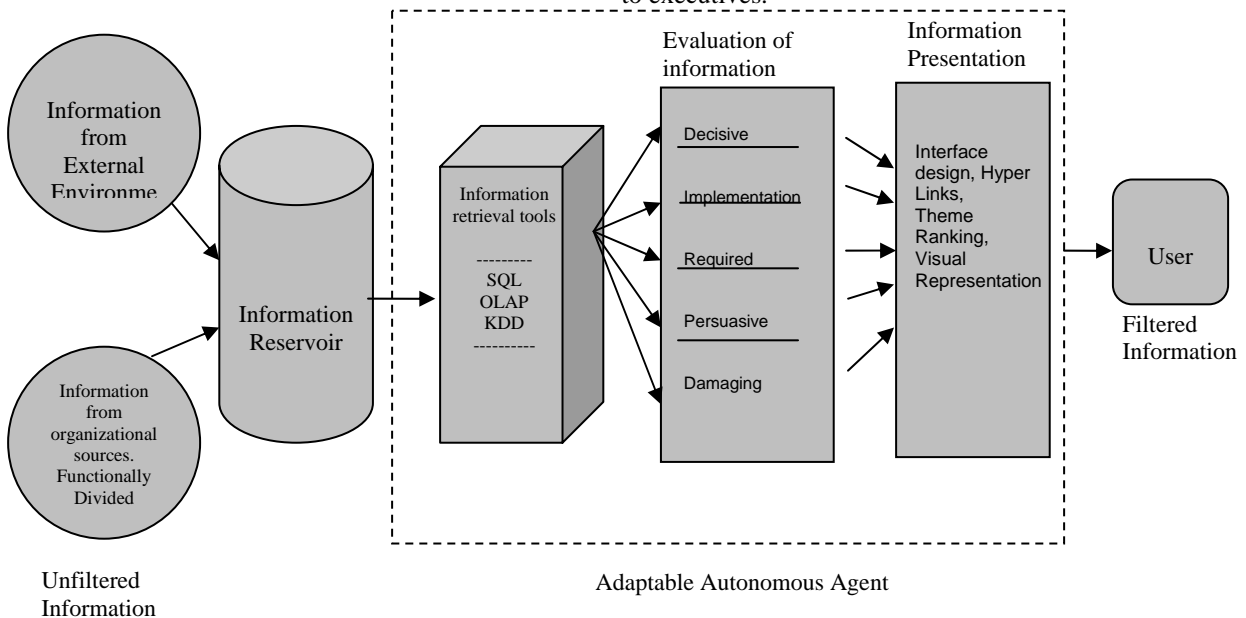 to executives.
Information
from
External
Environme
Information
from
organizational
sources.
Functionally
Divided
Unfiltered
Information
Information
Reservoir
Information
retrieval tools
---------
SQL
OLAP
KDD
----------
Evaluation of
information
Decisive
Implementation
Required
Persuasive
Damaging
Information
Presentation
Interface
design, Hyper
Links,
Theme
Ranking,
Visual
Representation
Adaptable Autonomous Agent
User
Filtered
Information